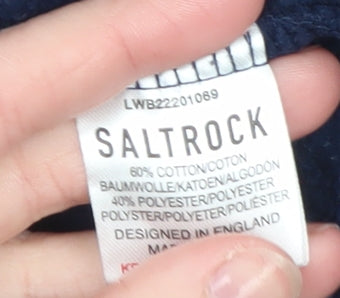 LWB22201069
SALTROCK
60% COTTON/COTON
BAUMWOLLE/KATOEN/ALGODÓN
40% POLYESTER/POLYESTER
POLYSTER/POLYETER/POLIÉSTER
DESIGNED IN ENGLAND